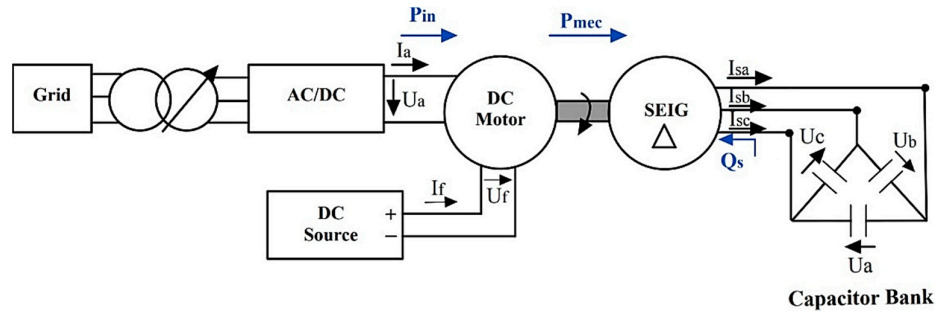 Pin
Pmec
Ia
Isa
Grid
AC/DC
Ua
DC
Motor
SEIG
Δ
Isb
Isc
Uc
Ub
Qs
If
Uf
DC
Source
+
−
Ua
Capacitor Bank